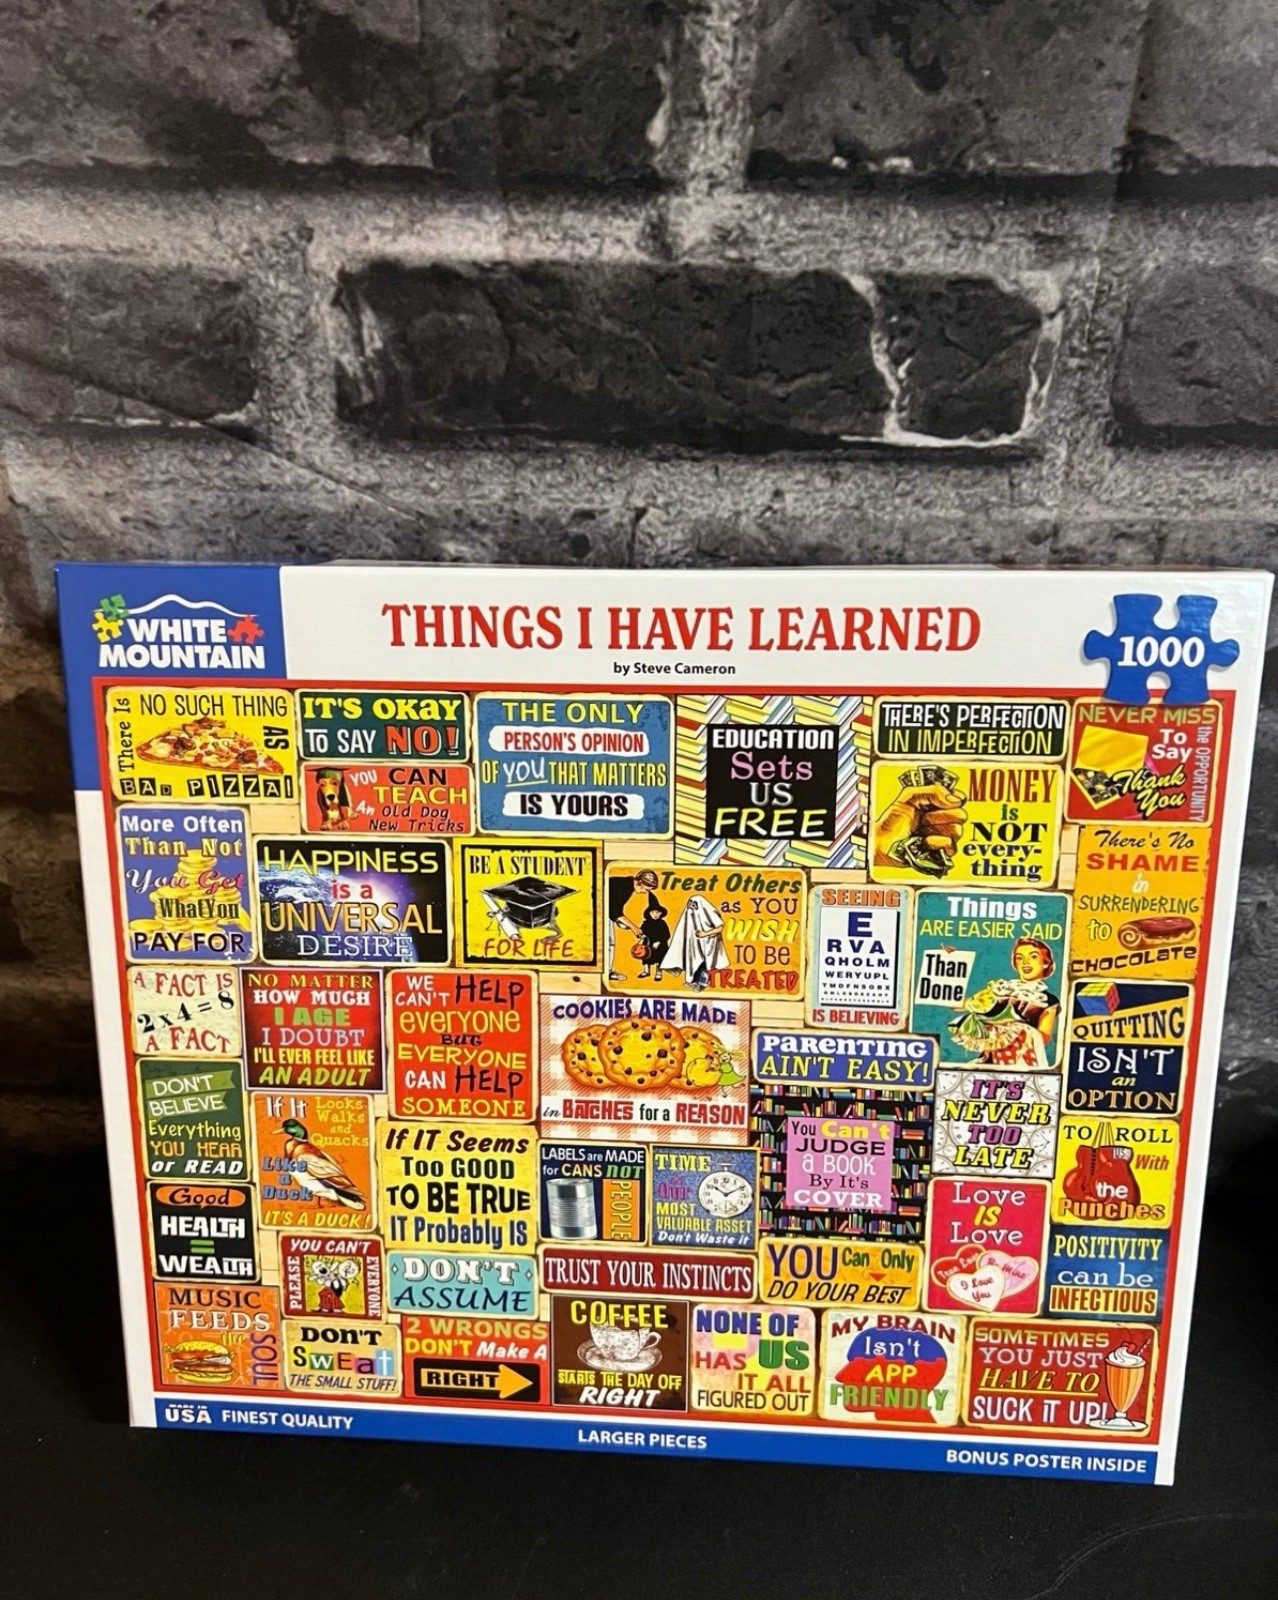 WHITE
MOUNTAIN
THINGS I HAVE LEARNED
by Steve Cameron
1000
There Is
NO SUCH THING
AS
BAD PIZZA!
IT'S OKAY
To SAY NO!
YOU CAN
TEACH
An Old Dog
New Tricks
THE ONLY
PERSON'S OPINION
OF YOU THAT MATTERS
IS YOURS
EDUCATION
Sets
US
FREE
THERE'S PERFECTION
IN IMPERFECTION
MONEY
is
NOT
every-
thing
NEVER MISS
the OPPORTUNITY
To
Say
Thank
You
More Often
Than Not
You Get
What You
PAY FOR
HAPPINESS
is a
UNIVERSAL
DESIRE
BE A STUDENT
FOR LIFE
Treat Others
as YOU
WISH
TO BE
TREATED
SEEING
E
RVA
QHOLM
WERYUPL
IS BELIEVING
Things
ARE EASIER SAID
Than
Done
There's No
SHAME
in
SURRENDERING
to
CHOCOLATE
A FACT IS
2x4=8
A FACT
NO MATTER
HOW MUCH
I AGE
I DOUBT
I'LL EVER FEEL LIKE
AN ADULT
WE
CAN'T HELP
everyone
BUT
EVERYONE
CAN HELP
SOMEONE
COOKIES ARE MADE
in BATCHES for a REASON
PARENTING
AIN'T EASY!
QUITTING
ISN'T
an
OPTION
DON'T
BELIEVE
Everything
YOU HEAR
or READ
If It Looks
Walks
and
Quacks
Like
a
Duck
IT'S A DUCK!
If IT Seems
Too GOOD
TO BE TRUE
IT Probably IS
LABELS are MADE
for CANS NOT
PEOPLE
TIME
is Our
MOST
VALUABLE ASSET
Don't Waste it
You Can't
JUDGE
a BOOK
By It's
COVER
IT'S
NEVER
TOO
LATE
TO ROLL
With
the
Punches
Good
HEALTH
=
WEALTH
YOU CAN'T
PLEASE
EVERYONE
DON'T
ASSUME
TRUST YOUR INSTINCTS
YOU Can Only
DO YOUR BEST
Love
IS
Love
True Love
Be Mine
I Love
You
POSITIVITY
can be
INFECTIOUS
MUSIC
FEEDS
the
SOUL
DON'T
SWEat
THE SMALL STUFF!
2 WRONGS
DON'T Make A
RIGHT
COFFEE
STARTS THE DAY OFF
RIGHT
NONE OF
HAS US
IT ALL
FIGURED OUT
MY BRAIN
Isn't
APP
FRIENDLY
SOMETIMES
YOU JUST
HAVE TO
SUCK IT UP!
MADE IN
USA FINEST QUALITY
LARGER PIECES
BONUS POSTER INSIDE